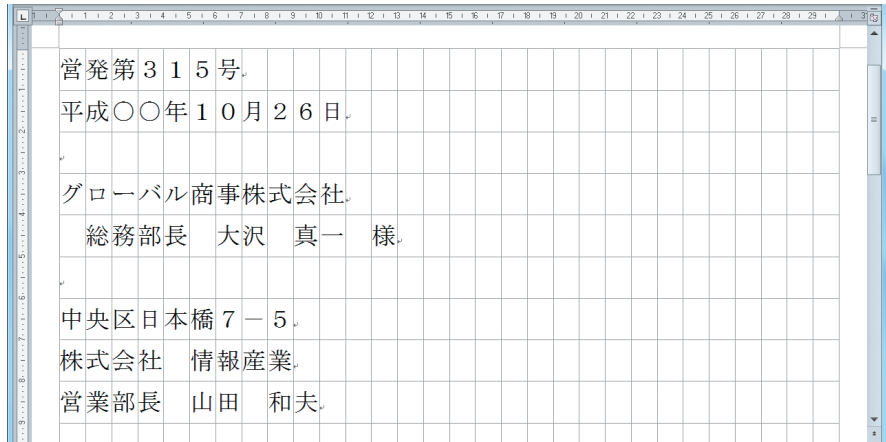 営発第３１５号
平成○○年１０月２６日
グローバル商事株式会社
　総務部長　大沢　真一　様
中央区日本橋７－５
株式会社　情報産業
営業部長　山田　和夫